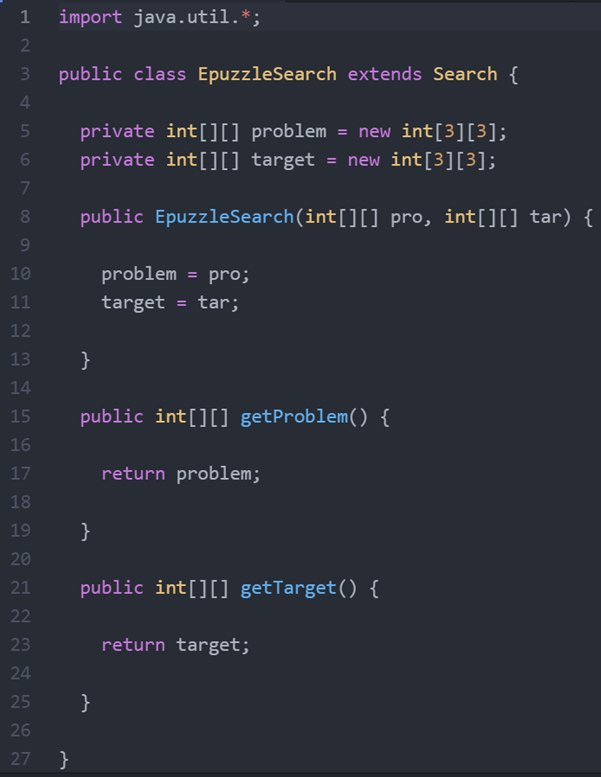 1 import java.util.*;
2
3 public class EpuzzleSearch extends Search {
4
5 private int[][] problem = new int[3][3];
6 private int[][] target = new int[3][3];
7
8 public EpuzzleSearch(int[][] pro, int[][] tar) {
9
10 problem = pro;
11 target = tar;
12
13 }
14
15 public int[][] getProblem() {
16
17 return problem;
18
19 }
20
21 public int[][] getTarget() {
22
23 return target;
24
25 }
26
27 }